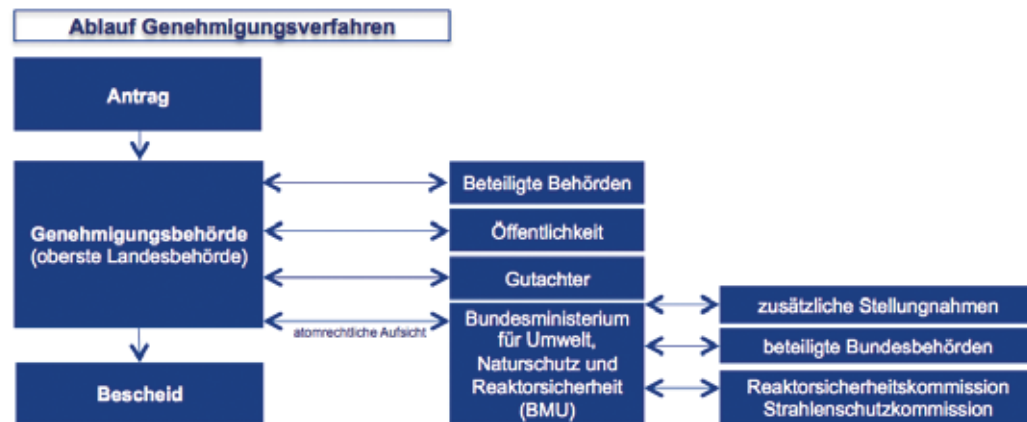 Ablauf Genehmigungsverfahren
Antrag
Genehmigungsbehörde
(oberste Landesbehörde)
Bescheid
Beteiligte Behörden
Öffentlichkeit
Gutachter
atomrechtliche Aufsicht
Bundesministerium
für Umwelt,
Naturschutz und
Reaktorsicherheit
(BMU)
zusätzliche Stellungnahmen
beteiligte Bundesbehörden
Reaktorsicherheitskommission
Strahlenschutzkommission